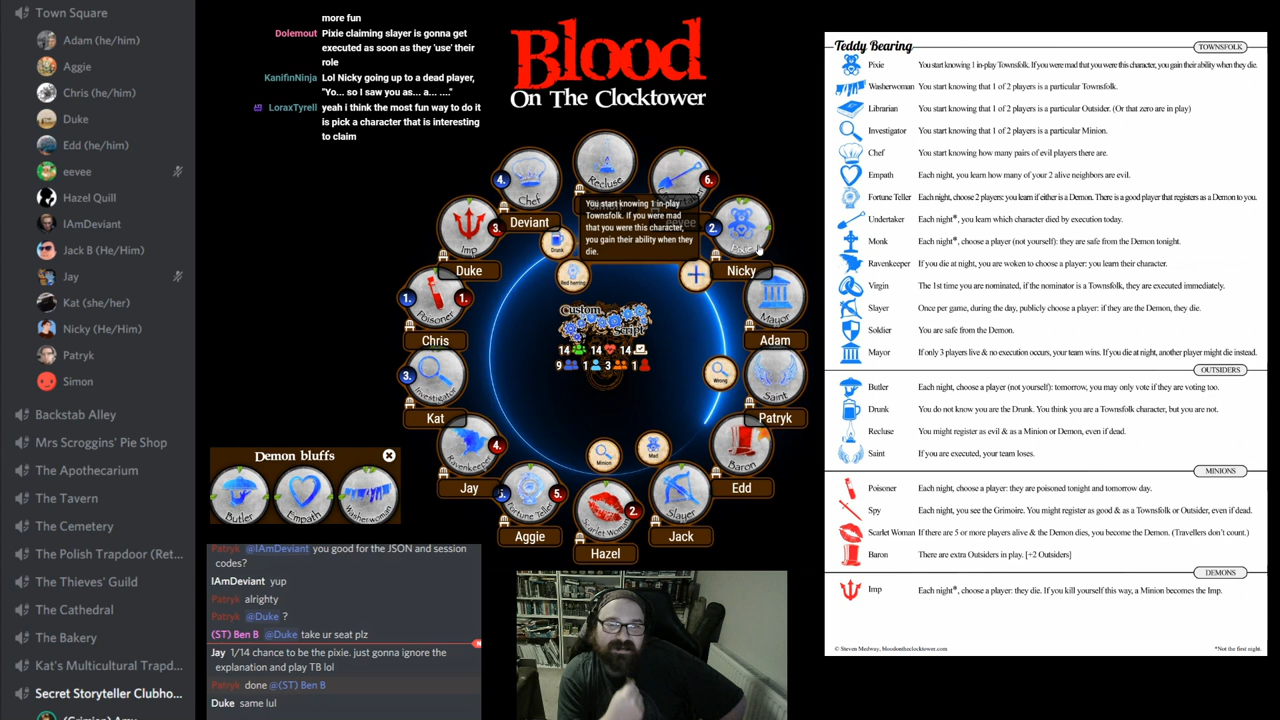 Town Square
Adam (he/him)
Aggie
Chris (he/him)
Duke
Edd (he/him)
eevee
Hazel Quill
IAmDeviant
Jack B (He/Him)
Jay
Kat (she/her)
Nicky (He/Him)
Patryk
Simon
Backstab Alley
Mrs Scroggins' Pie Shop
The Apothecarium
The Tavern
The Cemetery
The Polish Trapdoor (Ret...
The Thieves' Guild
The Cathedral
The Bakery
Kat's Multicultural Trapd...
Secret Storyteller Clubho...
more fun
Dolemout Pixie claiming slayer is gonna get
executed as soon as they 'use' their
role
KanifinNinja Lol Nicky going up to a dead player,
"Yo... so I saw you as... a... ...."
LoraxTyrell yeah i think the most fun way to do it
is pick a character that is interesting
to claim
Blood
On The Clocktower
Recluse
4.
Chef
Deviant
6.
eevee
You start knowing 1 in-play
Townsfolk. If you were mad
that you were this character,
you gain their ability when they
die.
2.
Pixie
Nicky
3.
Imp
Duke
Drunk
Red herring
1.
Poisoner
1.
Chris
Mayor
Adam
Custom
Script
14 14 14
9 1 3 1
3.
Investigator
Kat
Wrong
Saint
Patryk
Ravenkeeper
4.
Jay
Minion
Mad
Baron
Edd
Fortune Teller
5.
Aggie
Scarlet Woman
2.
Hazel
Slayer
Jack
Demon bluffs
Butler
Empath
Washerwoman
Patryk @IAmDeviant you good for the JSON and session
codes?
IAmDeviant yup
Patryk alrighty
Patryk @Duke ?
(ST) Ben B @Duke take ur seat plz
Jay 1/14 chance to be the pixie. just gonna ignore the
explanation and play TB lol
Patryk done @(ST) Ben B
Duke same lul
Teddy Bearing
TOWNSFOLK
Pixie You start knowing 1 in-play Townsfolk. If you were mad that you were this character, you gain their ability when they die.
Washerwoman You start knowing that 1 of 2 players is a particular Townsfolk.
Librarian You start knowing that 1 of 2 players is a particular Outsider. (Or that zero are in play)
Investigator You start knowing that 1 of 2 players is a particular Minion.
Chef You start knowing how many pairs of evil players there are.
Empath Each night, you learn how many of your 2 alive neighbors are evil.
Fortune Teller Each night, choose 2 players: you learn if either is a Demon. There is a good player that registers as a Demon to you.
Undertaker Each night*, you learn which character died by execution today.
Monk Each night*, choose a player (not yourself): they are safe from the Demon tonight.
Ravenkeeper If you die at night, you are woken to choose a player: you learn their character.
Virgin The 1st time you are nominated, if the nominator is a Townsfolk, they are executed immediately.
Slayer Once per game, during the day, publicly choose a player: if they are the Demon, they die.
Soldier You are safe from the Demon.
Mayor If only 3 players live & no execution occurs, your team wins. If you die at night, another player might die instead.
OUTSIDERS
Butler Each night, choose a player (not yourself): tomorrow, you may only vote if they are voting too.
Drunk You do not know you are the Drunk. You think you are a Townsfolk character, but you are not.
Recluse You might register as evil & as a Minion or Demon, even if dead.
Saint If you are executed, your team loses.
MINIONS
Poisoner Each night, choose a player: they are poisoned tonight and tomorrow day.
Spy Each night, you see the Grimoire. You might register as good & as a Townsfolk or Outsider, even if dead.
Scarlet Woman If there are 5 or more players alive & the Demon dies, you become the Demon. (Travellers don't count.)
Baron There are extra Outsiders in play. [+2 Outsiders]
DEMONS
Imp Each night*, choose a player: they die. If you kill yourself this way, a Minion becomes the Imp.
© Steven Medway, bloodontheclocktower.com
*Not the first night.